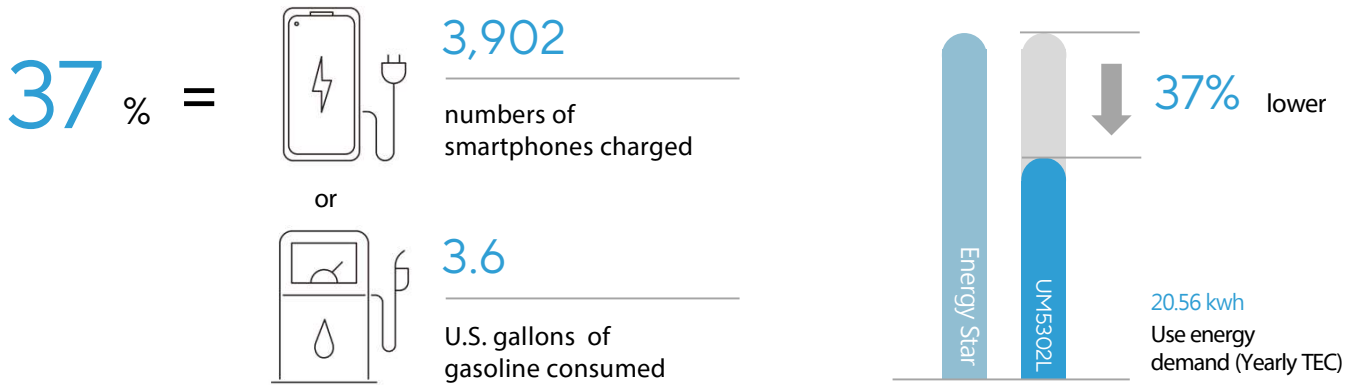 37 % =
3,902
numbers of
smartphones charged
or
3.6
U.S. gallons of
gasoline consumed
37% lower
Energy Star
UM5302L
20.56 kwh
Use energy
demand (Yearly TEC)